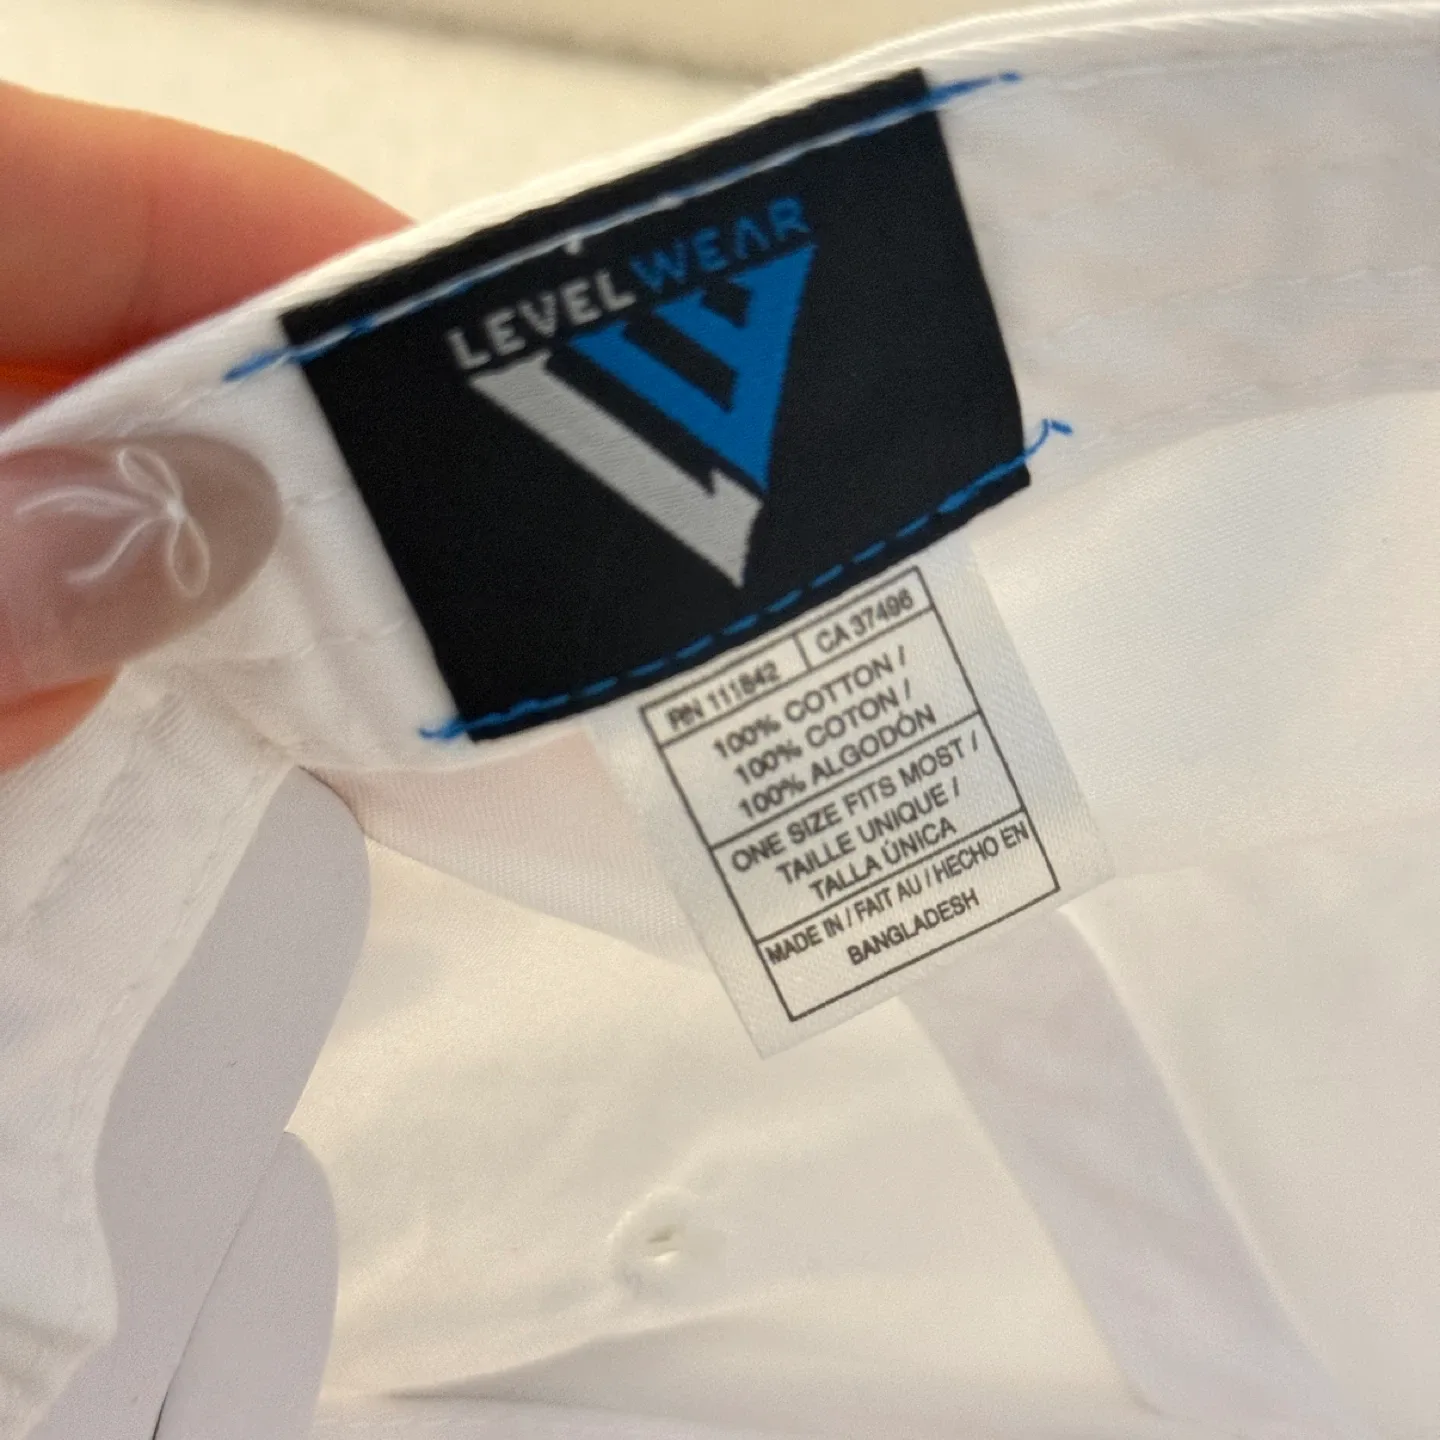 LEVELWEAR
RN 111842 CA 37496
100% COTTON /
100% COTON /
100% ALGODÓN
ONE SIZE FITS MOST /
TAILLE UNIQUE /
TALLA ÚNICA
MADE IN / FAIT AU / HECHO EN
BANGLADESH